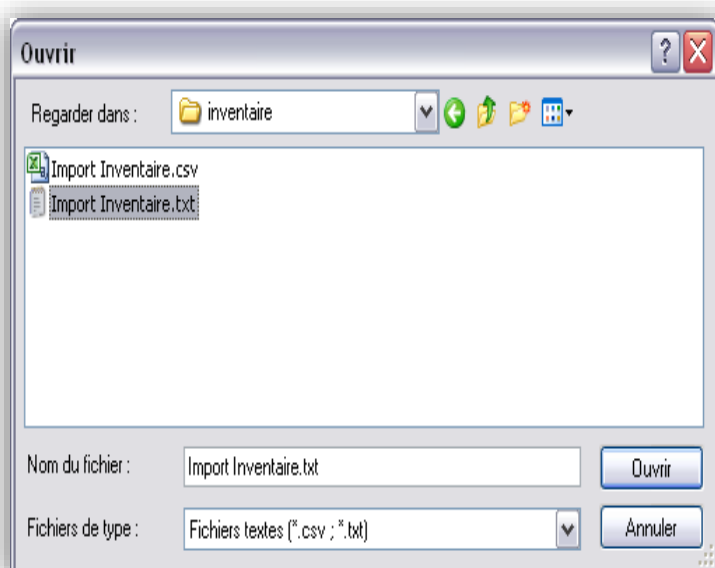 Ouvrir
Regarder dans :
inventaire
Import Inventaire.csv
Import Inventaire.txt
Nom du fichier :
Import Inventaire.txt
Ouvrir
Fichiers de type :
Fichiers textes (*.csv ; *.txt)
Annuler